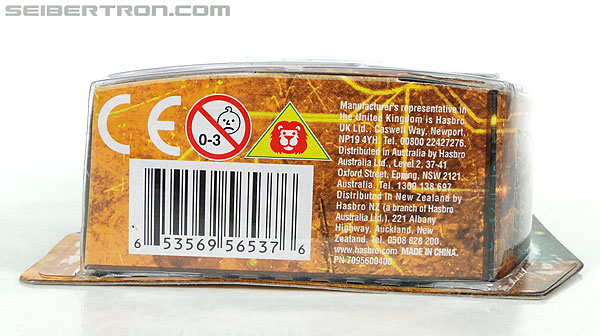 SEIBERTRON.COM
CE
0-3
Manufacturer's representative in
the United Kingdom is Hasbro
UK Ltd., Caswell Way, Newport,
NP19 4YH. Tel. 00800 22427276.
Distributed in Australia by Hasbro
Australia Ltd., Level 2, 37-41
Oxford Street, Epping, NSW 2121.
Australia. Tel. 1300 138 697.
Distributed in New Zealand by
Hasbro NZ (a branch of Hasbro
Australia Ltd.), 221 Albany
Highway, Auckland, New
Zealand. Tel. 0508 828 200.
www.hasbro.com MADE IN CHINA.
PN 7095600400
6 53569 56537 6